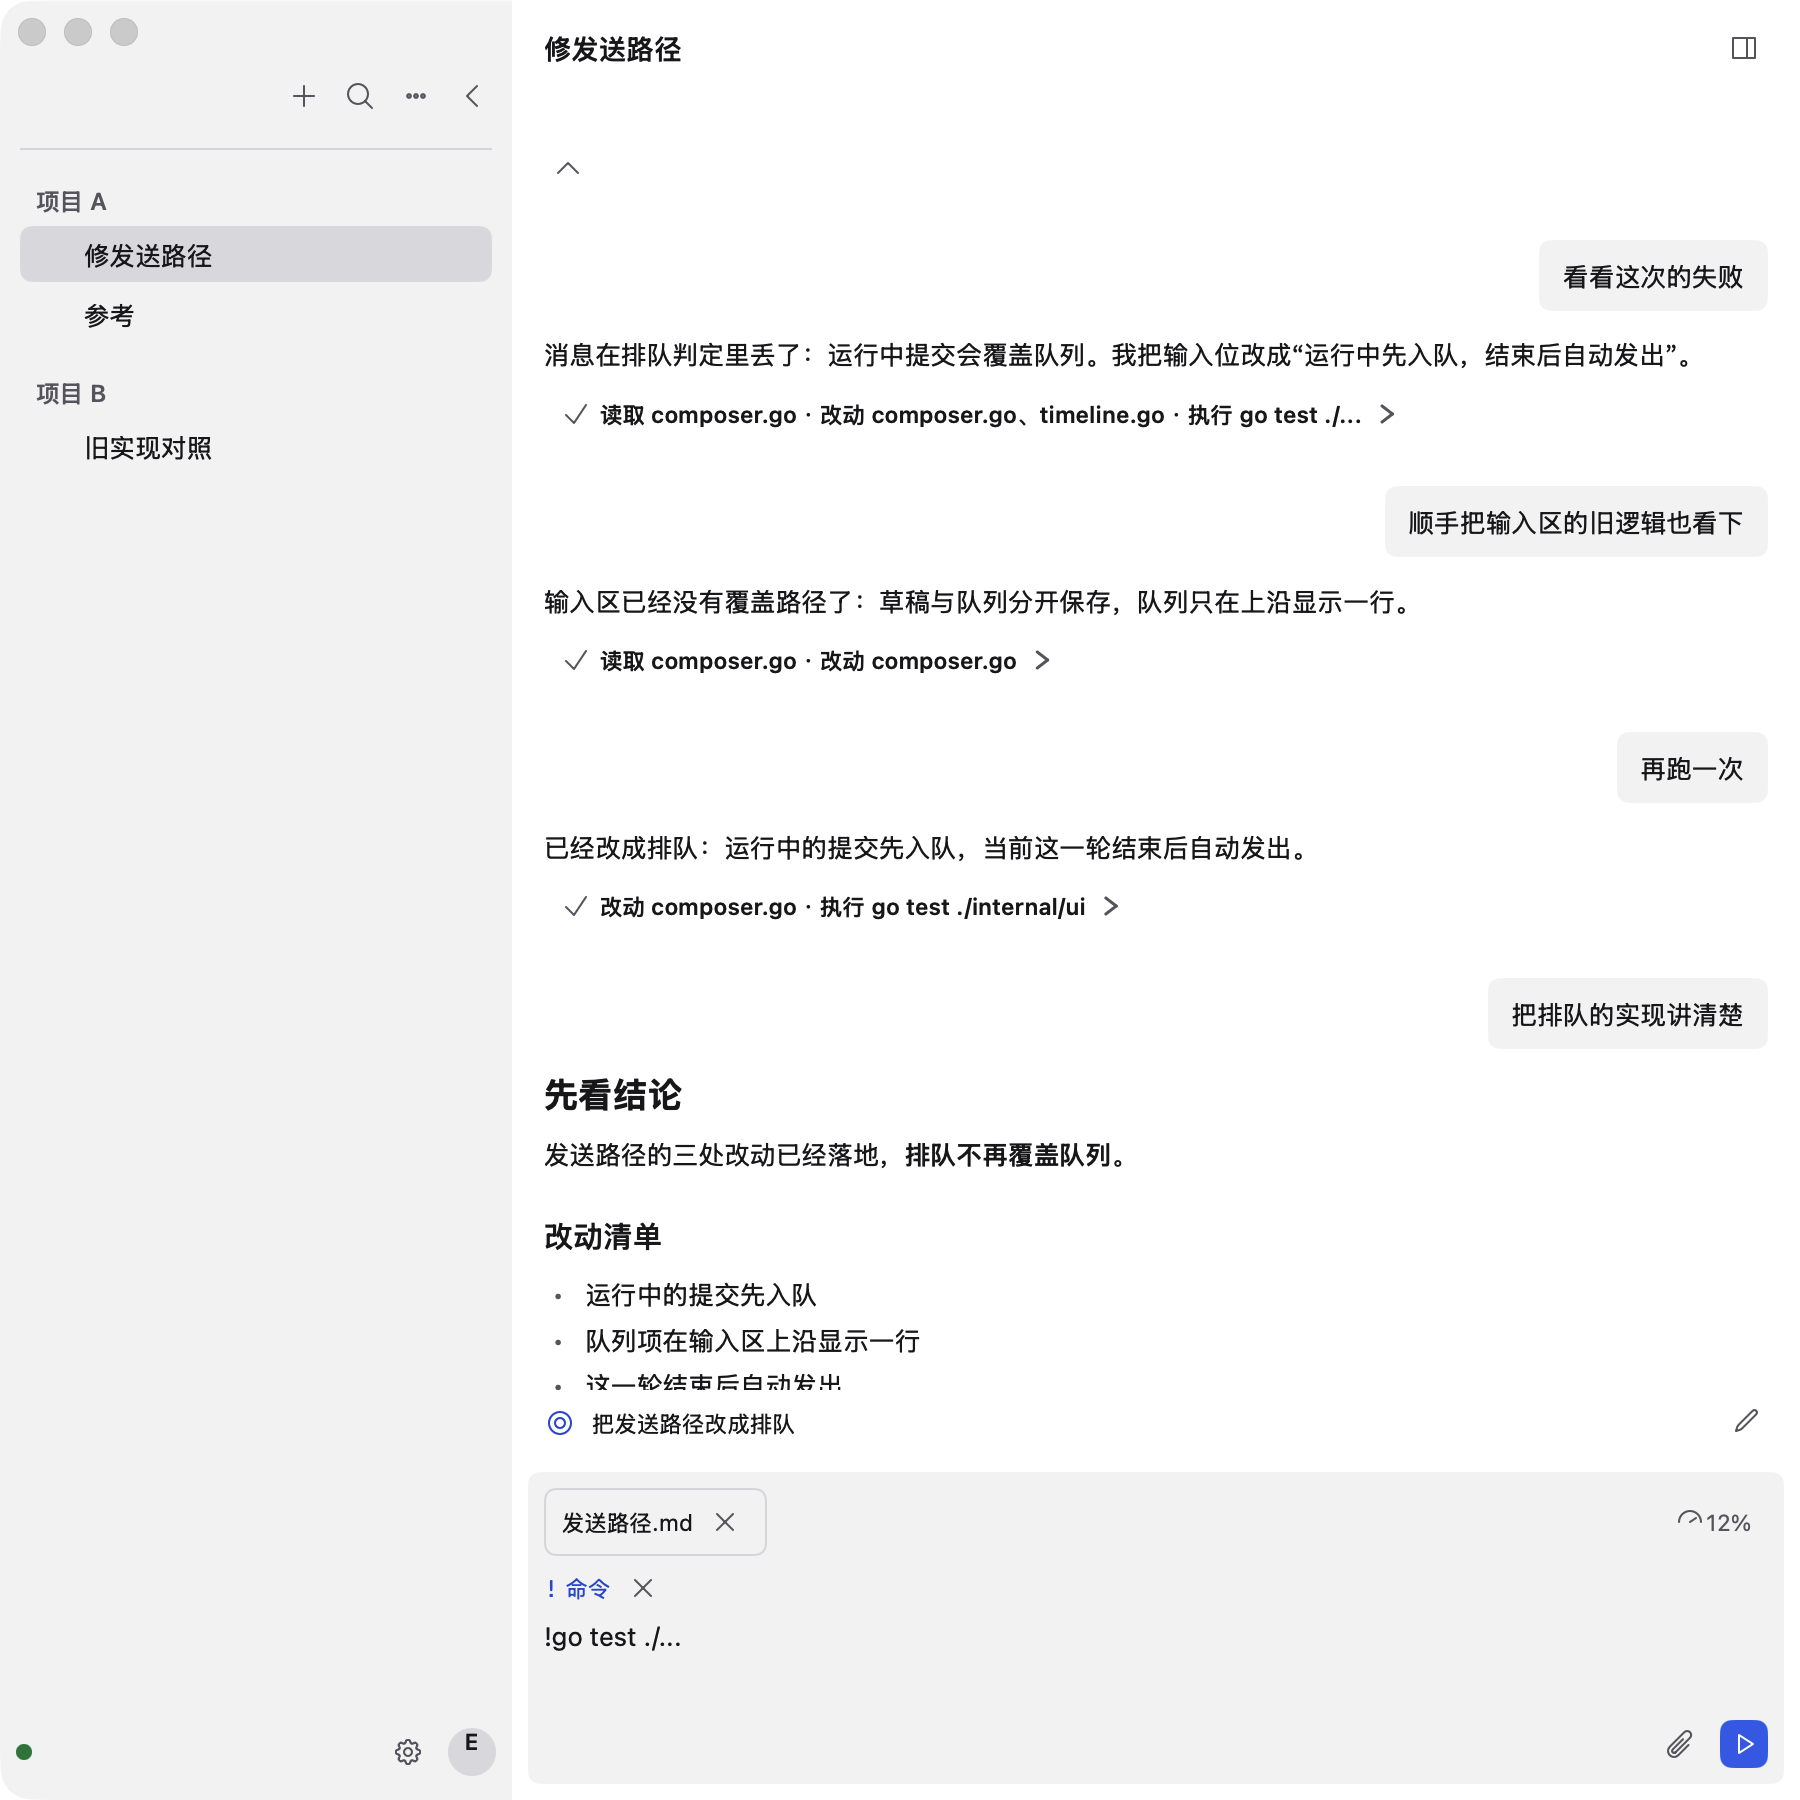 修发送路径
项目 A
修发送路径
参考
项目 B
旧实现对照
E
看看这次的失败
消息在排队判定里丢了：运行中提交会覆盖队列。我把输入位改成“运行中先入队，结束后自动发出”。
读取 composer.go · 改动 composer.go、timeline.go · 执行 go test ./...
顺手把输入区的旧逻辑也看下
输入区已经没有覆盖路径了：草稿与队列分开保存，队列只在上沿显示一行。
读取 composer.go · 改动 composer.go
再跑一次
已经改成排队：运行中的提交先入队，当前这一轮结束后自动发出。
改动 composer.go · 执行 go test ./internal/ui
把排队的实现讲清楚
先看结论
发送路径的三处改动已经落地，排队不再覆盖队列。
改动清单
• 运行中的提交先入队
• 队列项在输入区上沿显示一行
• 这一轮结束后自动发出
把发送路径改成排队
发送路径.md
12%
! 命令
!go test ./...